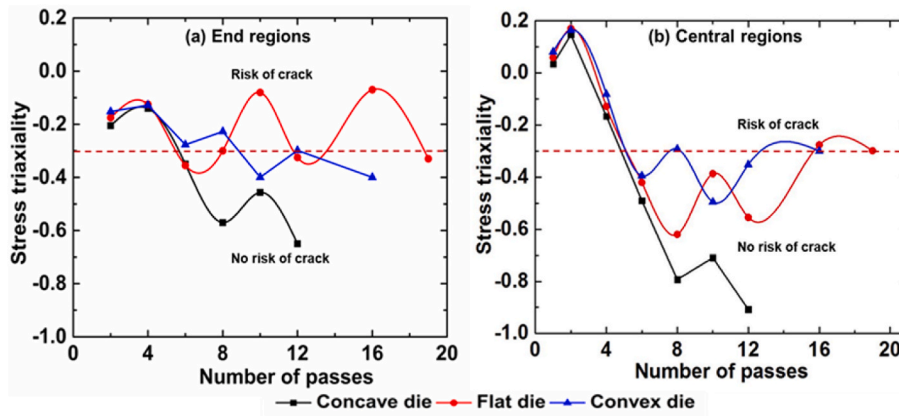 (a) End regions
Risk of crack
No risk of crack
Stress triaxiality
0.2
0.0
-0.2
-0.4
-0.6
-0.8
-1.0
0 4 8 12 16 20
Number of passes
(b) Central regions
Risk of crack
No risk of crack
Stress triaxiality
0.2
0.0
-0.2
-0.4
-0.6
-0.8
-1.0
0 4 8 12 16 20
Number of passes
Concave die Flat die Convex die